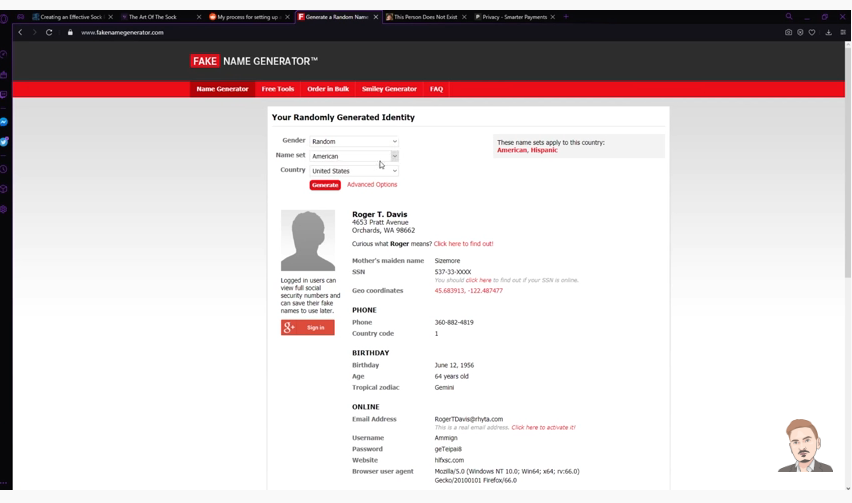 Creating an Effective Sock
The Art Of The Sock
My process for setting up
Generate a Random Name
This Person Does Not Exist
Privacy - Smarter Payments
www.fakenamegenerator.com
FAKE NAME GENERATOR™
Name Generator Free Tools Order in Bulk Smiley Generator FAQ
Your Randomly Generated Identity
Gender Random
Name set American
Country United States
Generate Advanced Options
These name sets apply to this country:
American, Hispanic
Logged in users can
view full social
security numbers and
can save their fake
names to use later.
8+ Sign in
Roger T. Davis
4653 Pratt Avenue
Orchards, WA 98662
Curious what Roger means? Click here to find out!
Mother's maiden name Sizemore
SSN 537-33-XXXX
You should click here to find out if your SSN is online.
Geo coordinates 45.683913, -122.487477
PHONE
Phone 360-882-4819
Country code 1
BIRTHDAY
Birthday June 12, 1956
Age 64 years old
Tropical zodiac Gemini
ONLINE
Email Address RogerTDavis@rhyta.com
This is a real email address. Click here to activate it!
Username Ammign
Password geTeipai8
Website hlfxsc.com
Browser user agent Mozilla/5.0 (Windows NT 10.0; Win64; x64; rv:66.0)
Gecko/20100101 Firefox/66.0